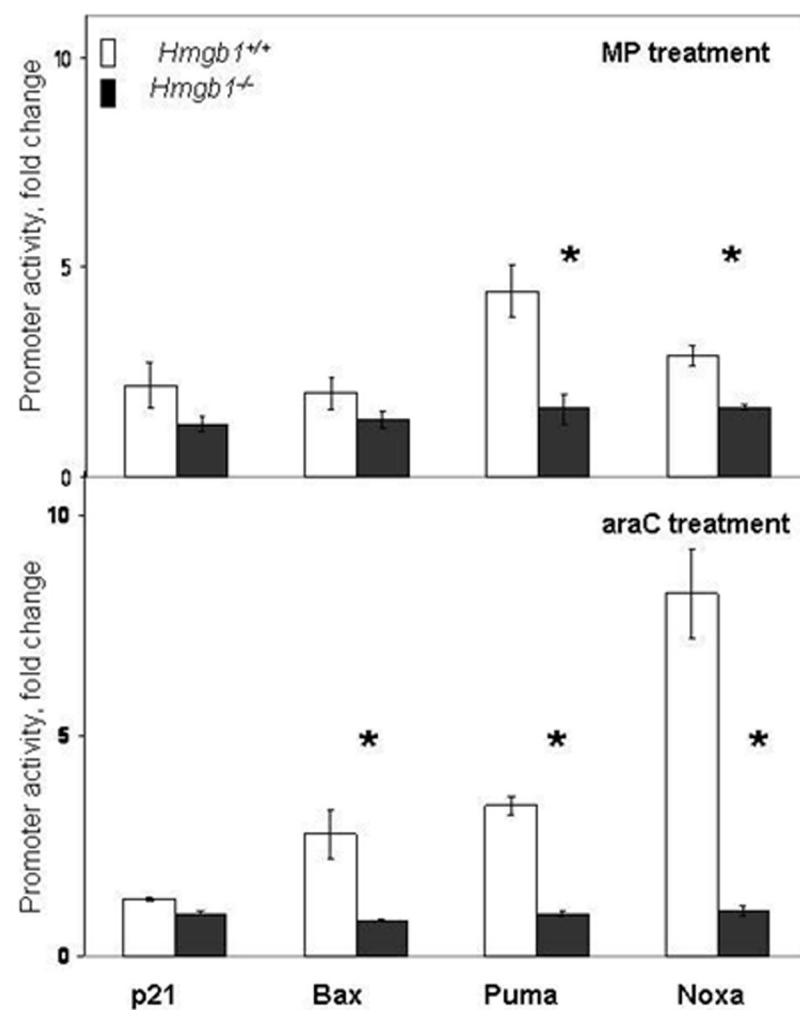 Promoter activity, fold change
10
5
0
Hmgb1+/+
Hmgb1-/-
MP treatment
*
*
Promoter activity, fold change
10
5
0
araC treatment
*
*
*
p21 Bax Puma Noxa